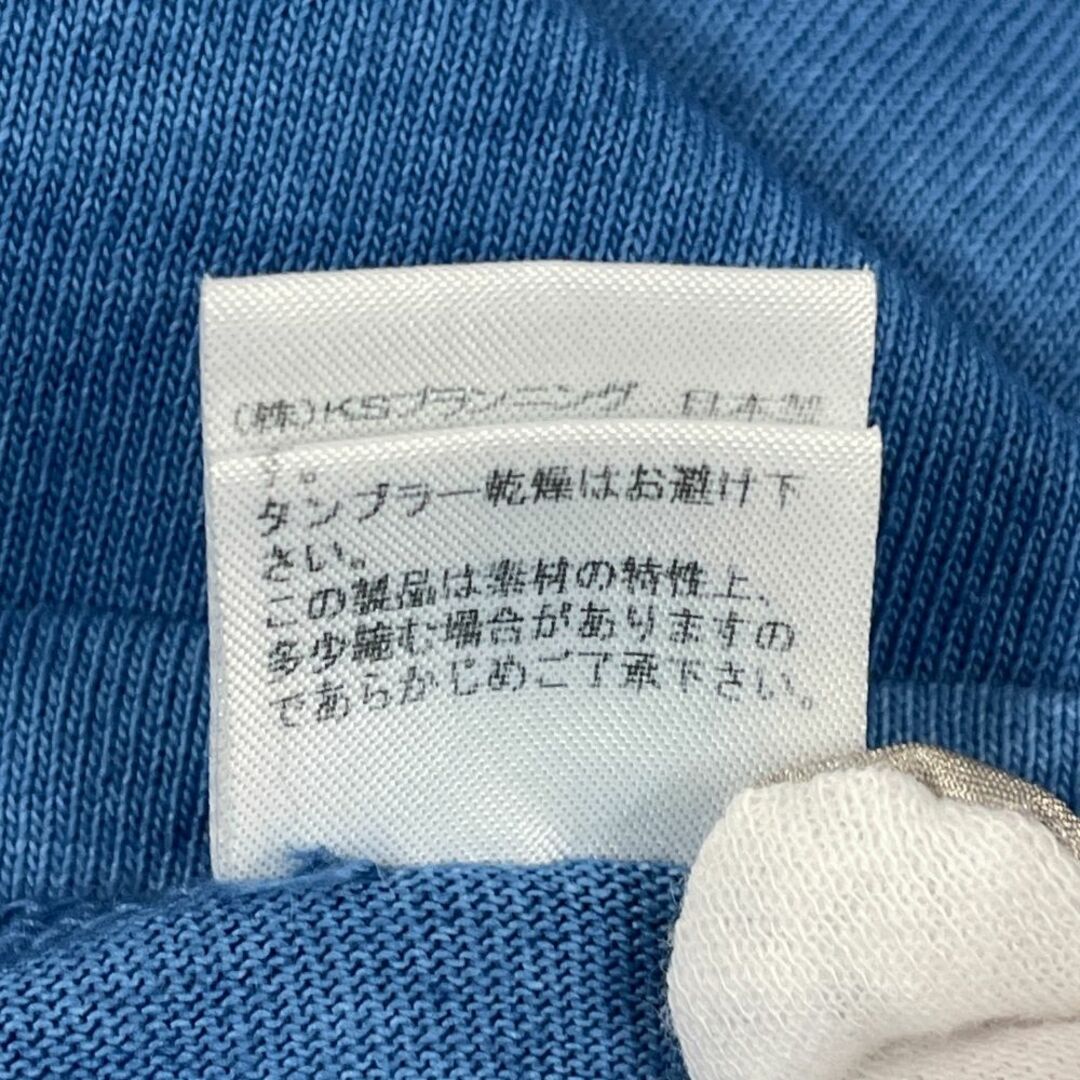 (株)KSプランニング 日本製
す。
タンブラー乾燥はお避け下
さい。
この製品は素材の特性上、
多少縮む場合がありますの
であらかじめご了承下さい。